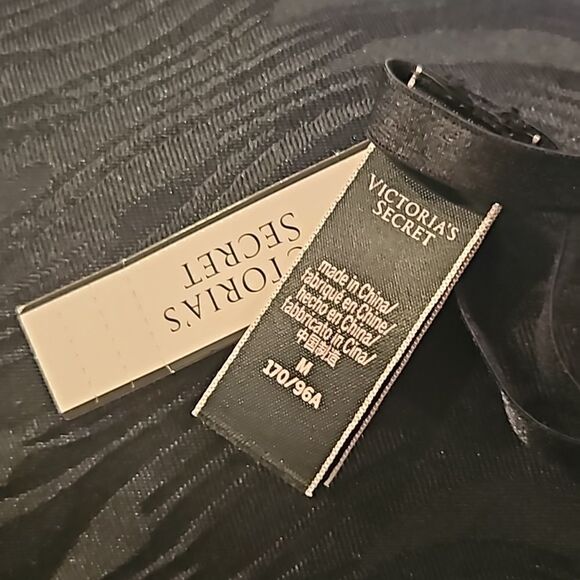 VICTORIA'S
SECRET
VICTORIA'S
SECRET
made in China/
fabriqué en Chine/
hecho en China/
fabbricato in Cina/
中国制造
M
170/96A